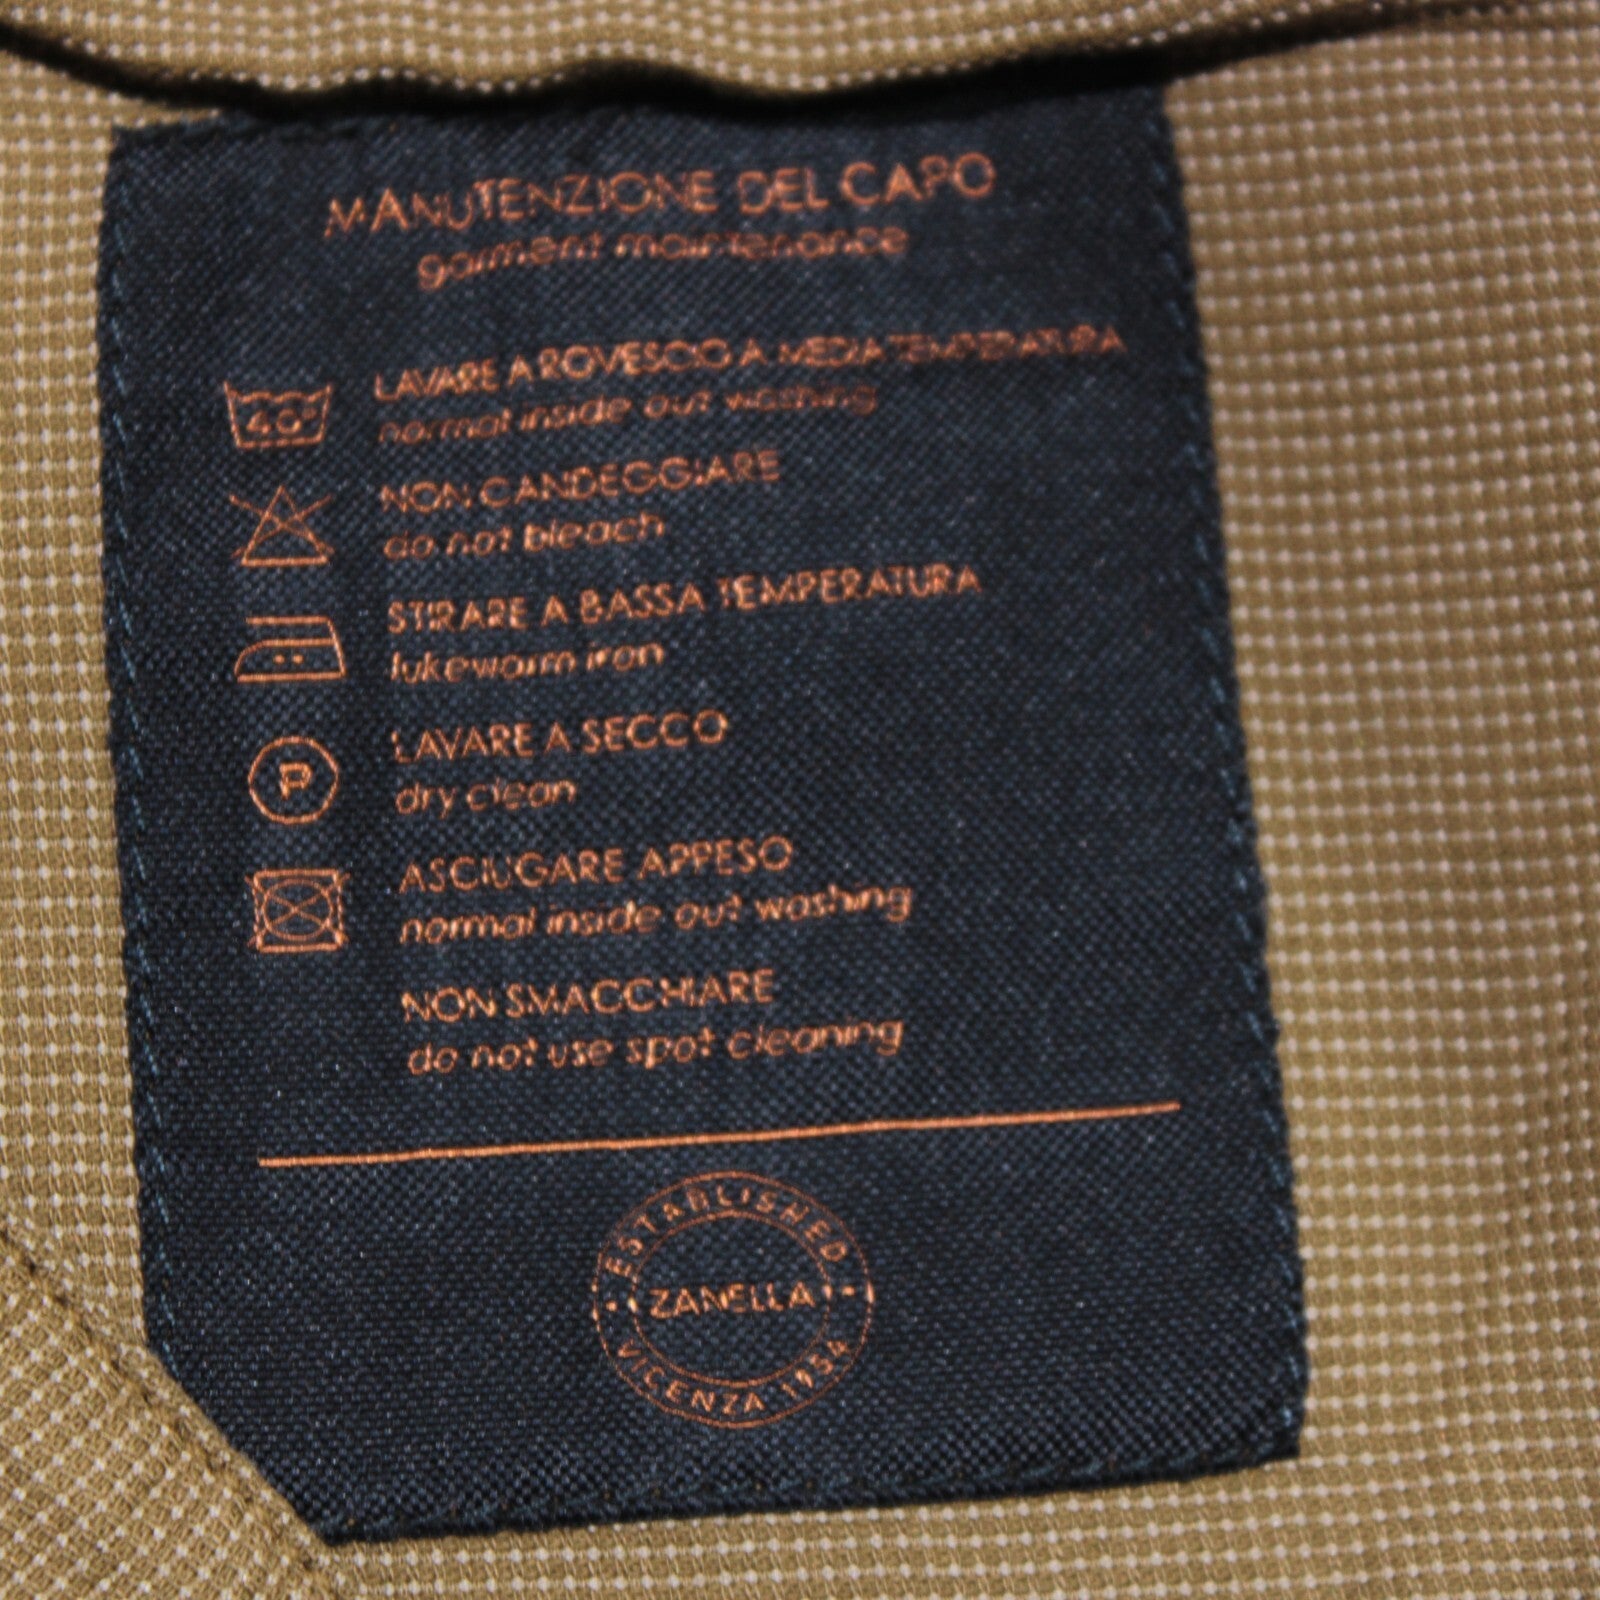 MANUTENZIONE DEL CAPO
garment maintenance
40° LAVARE A ROVESCIO A MEDIA TEMPERATURA
normal inside out washing
NON CANDEGGIARE
do not bleach
STIRARE A BASSA TEMPERATURA
lukewarm iron
P LAVARE A SECCO
dry clean
ASCIUGARE APPESO
normal inside out washing
NON SMACCHIARE
do not use spot cleaning
ESTABLISHED
ZANELLA
VICENZA 1954